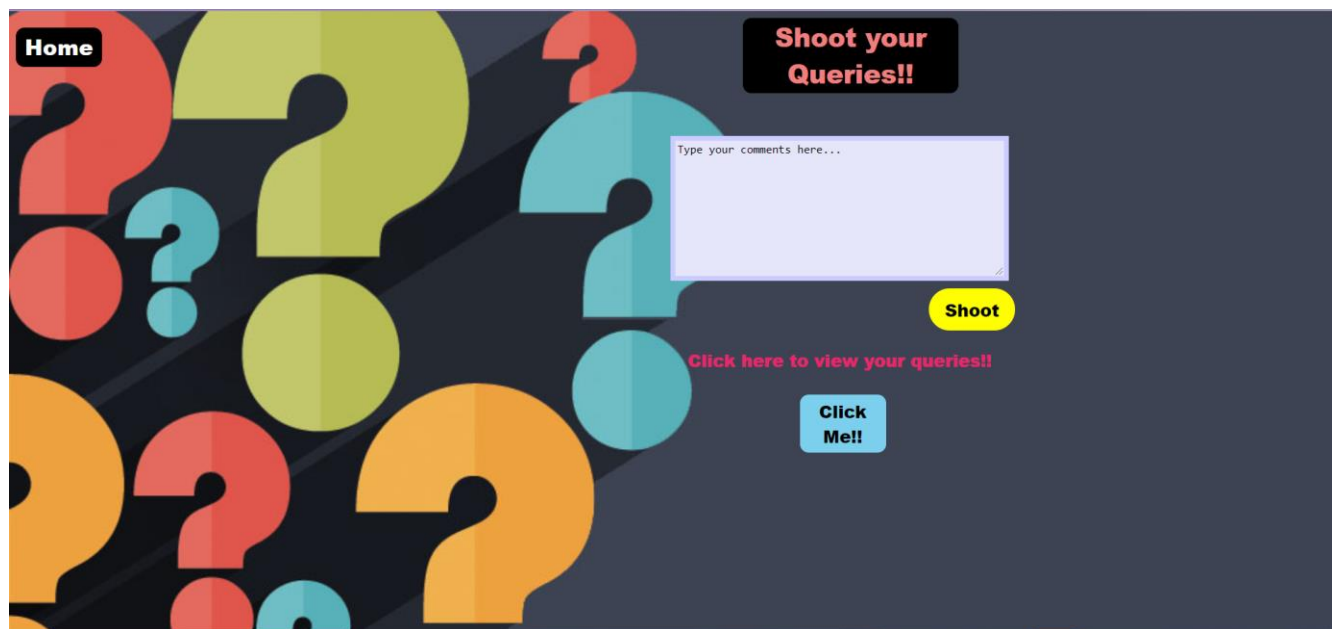 Home
Shoot your
Queries!!
Type your comments here...
Shoot
Click here to view your queries!!
Click
Me!!